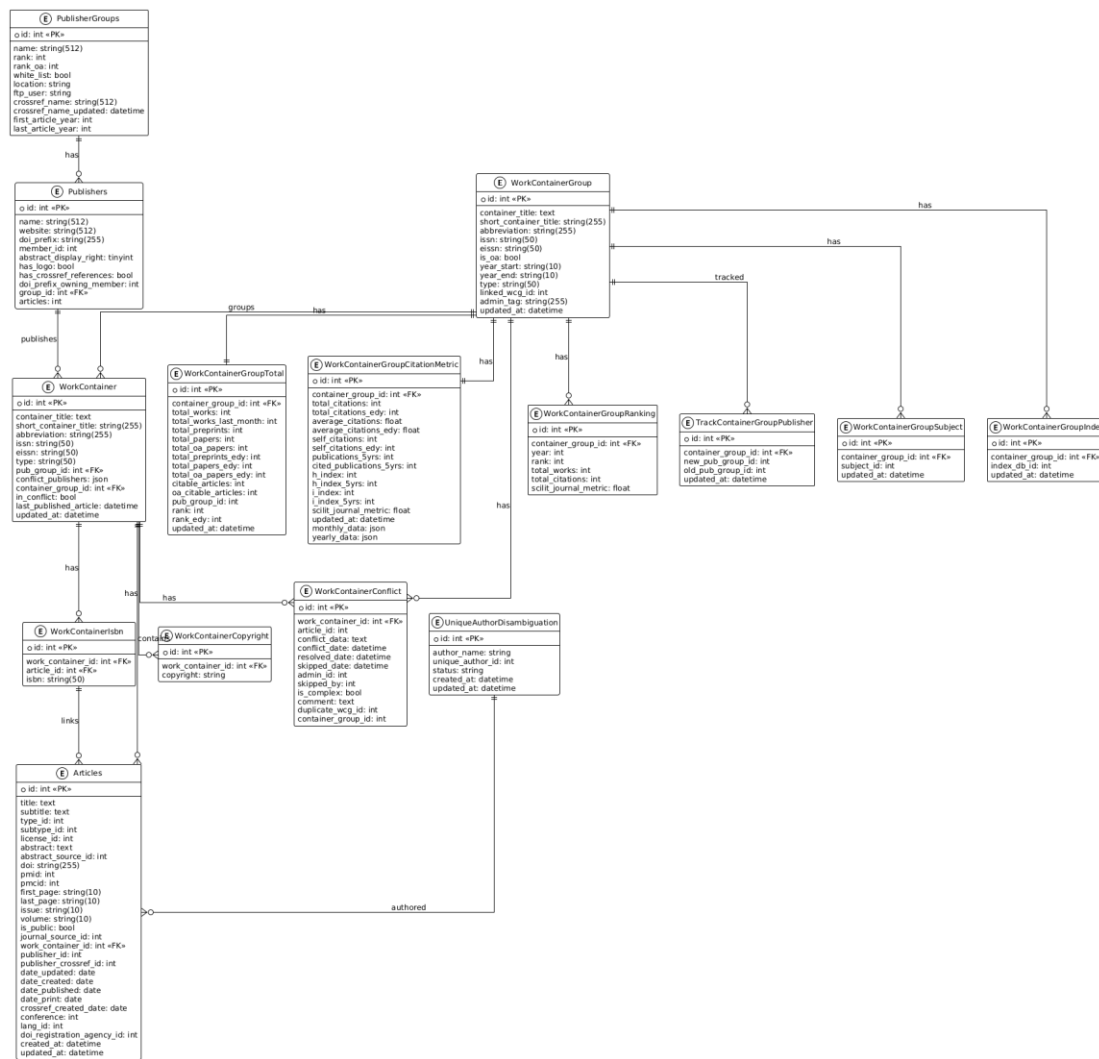 E PublisherGroups
id: int «PK»
name: string(512)
rank: int
rank_oa: int
white_list: bool
location: string
ftp_user: string
crossref_name: string(512)
crossref_name_updated: datetime
first_article_year: int
last_article_year: int
has
E Publishers
id: int «PK»
name: string(512)
website: string(512)
doi_prefix: string(255)
member_id: int
abstract_display_right: tinyint
has_logo: bool
has_crossref_references: bool
doi_prefix_owning_member: int
group_id: int «FK»
articles: int
E WorkContainerGroup
id: int «PK»
container_title: text
short_container_title: string(255)
abbreviation: string(255)
issn: string(50)
eissn: string(50)
is_oa: bool
year_start: string(10)
year_end: string(10)
type: string(50)
linked_wcg_id: int
admin_tag: string(255)
updated_at: datetime
has
has
tracked
groups
has
publishes
has
has
has
E WorkContainer
id: int «PK»
container_title: text
short_container_title: string(255)
abbreviation: string(255)
issn: string(50)
eissn: string(50)
type: string(50)
pub_group_id: int «FK»
conflict_publishers: json
container_group_id: int «FK»
in_conflict: bool
last_published_article: datetime
updated_at: datetime
E WorkContainerGroupTotal
id: int «PK»
container_group_id: int «FK»
total_works: int
total_works_last_month: int
total_preprints: int
total_papers: int
total_oa_papers: int
total_preprints_edy: int
total_papers_edy: int
total_oa_papers_edy: int
citable_articles: int
oa_citable_articles: int
pub_group_id: int
rank: int
rank_edy: int
updated_at: datetime
E WorkContainerGroupCitationMetric
id: int «PK»
container_group_id: int «FK»
total_citations: int
total_citations_edy: int
average_citations: float
average_citations_edy: float
self_citations: int
self_citations_edy: int
publications_5yrs: int
cited_publications_5yrs: int
h_index: int
h_index_5yrs: int
i_index: int
i_index_5yrs: int
scilit_journal_metric: float
updated_at: datetime
monthly_data: json
yearly_data: json
E WorkContainerGroupRanking
id: int «PK»
container_group_id: int «FK»
year: int
rank: int
total_works: int
total_citations: int
scilit_journal_metric: float
E TrackContainerGroupPublisher
id: int «PK»
container_group_id: int «FK»
new_pub_group_id: int
old_pub_group_id: int
updated_at: datetime
E WorkContainerGroupSubject
id: int «PK»
container_group_id: int «FK»
subject_id: int
updated_at: datetime
E WorkContainerGroupInde
id: int «PK»
container_group_id: int «FK»
index_db_id: int
updated_at: datetime
has
has
has
contains
E WorkContainerIsbn
id: int «PK»
work_container_id: int «FK»
article_id: int «FK»
isbn: string(50)
E WorkContainerCopyright
id: int «PK»
work_container_id: int «FK»
copyright: string
E WorkContainerConflict
id: int «PK»
work_container_id: int «FK»
article_id: int
conflict_data: text
conflict_date: datetime
resolved_date: datetime
skipped_date: datetime
admin_id: int
skipped_by: int
is_complex: bool
comment: text
duplicate_wcg_id: int
container_group_id: int
E UniqueAuthorDisambiguation
id: int «PK»
author_name: string
unique_author_id: int
status: string
created_at: datetime
updated_at: datetime
links
E Articles
id: int «PK»
title: text
subtitle: text
type_id: int
subtype_id: int
license_id: int
abstract: text
abstract_source_id: int
doi: string(255)
pmid: int
pmcid: int
first_page: string(10)
last_page: string(10)
issue: string(10)
volume: string(10)
is_public: bool
journal_source_id: int
work_container_id: int «FK»
publisher_id: int
publisher_crossref_id: int
date_updated: date
date_created: date
date_published: date
date_print: date
crossref_created_date: date
conference: int
lang_id: int
doi_registration_agency_id: int
created_at: datetime
updated_at: datetime
authored